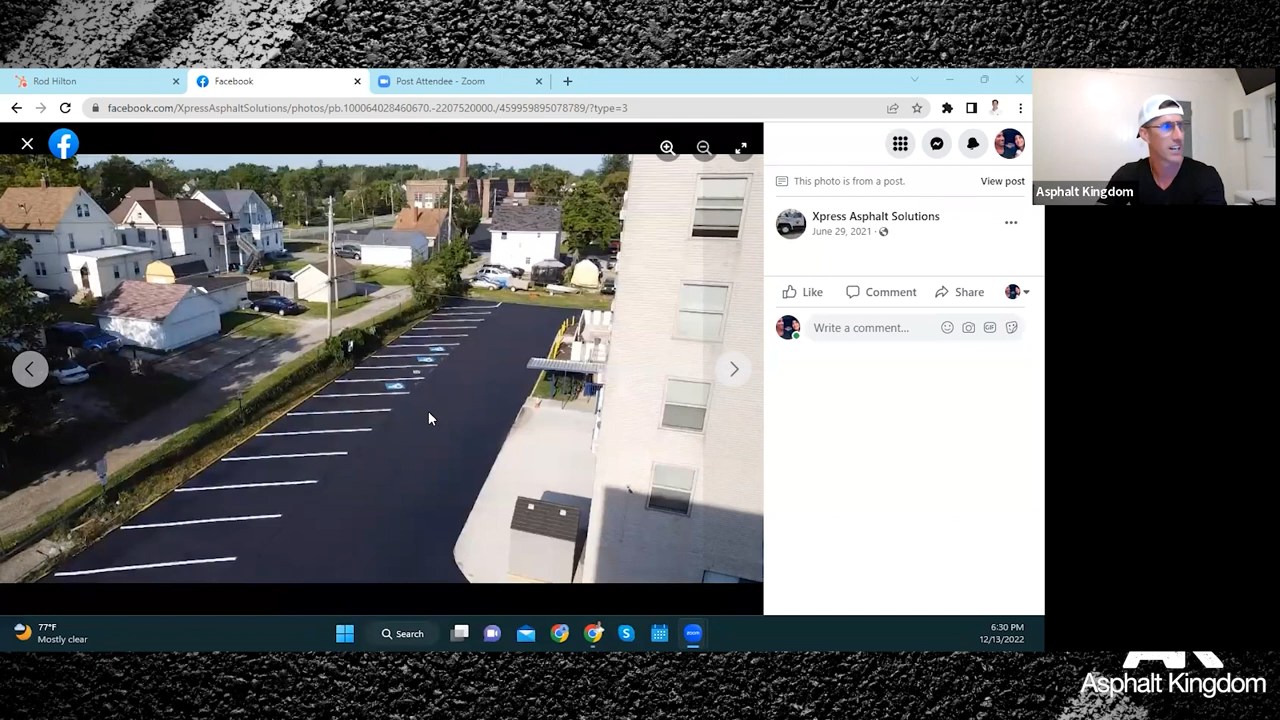 Rod Hilton
Facebook
Post Attendee - Zoom
facebook.com/XpressAsphaltSolutions/photos/pb.100064028460670.-2207520000./459959895078789/?type=3
This photo is from a post.
View post
Xpress Asphalt Solutions
June 29, 2021 ·
Like
Comment
Share
Write a comment...
GIF
Asphalt Kingdom
77°F
Mostly clear
Search
zoom
6:30 PM
12/13/2022
Asphalt Kingdom